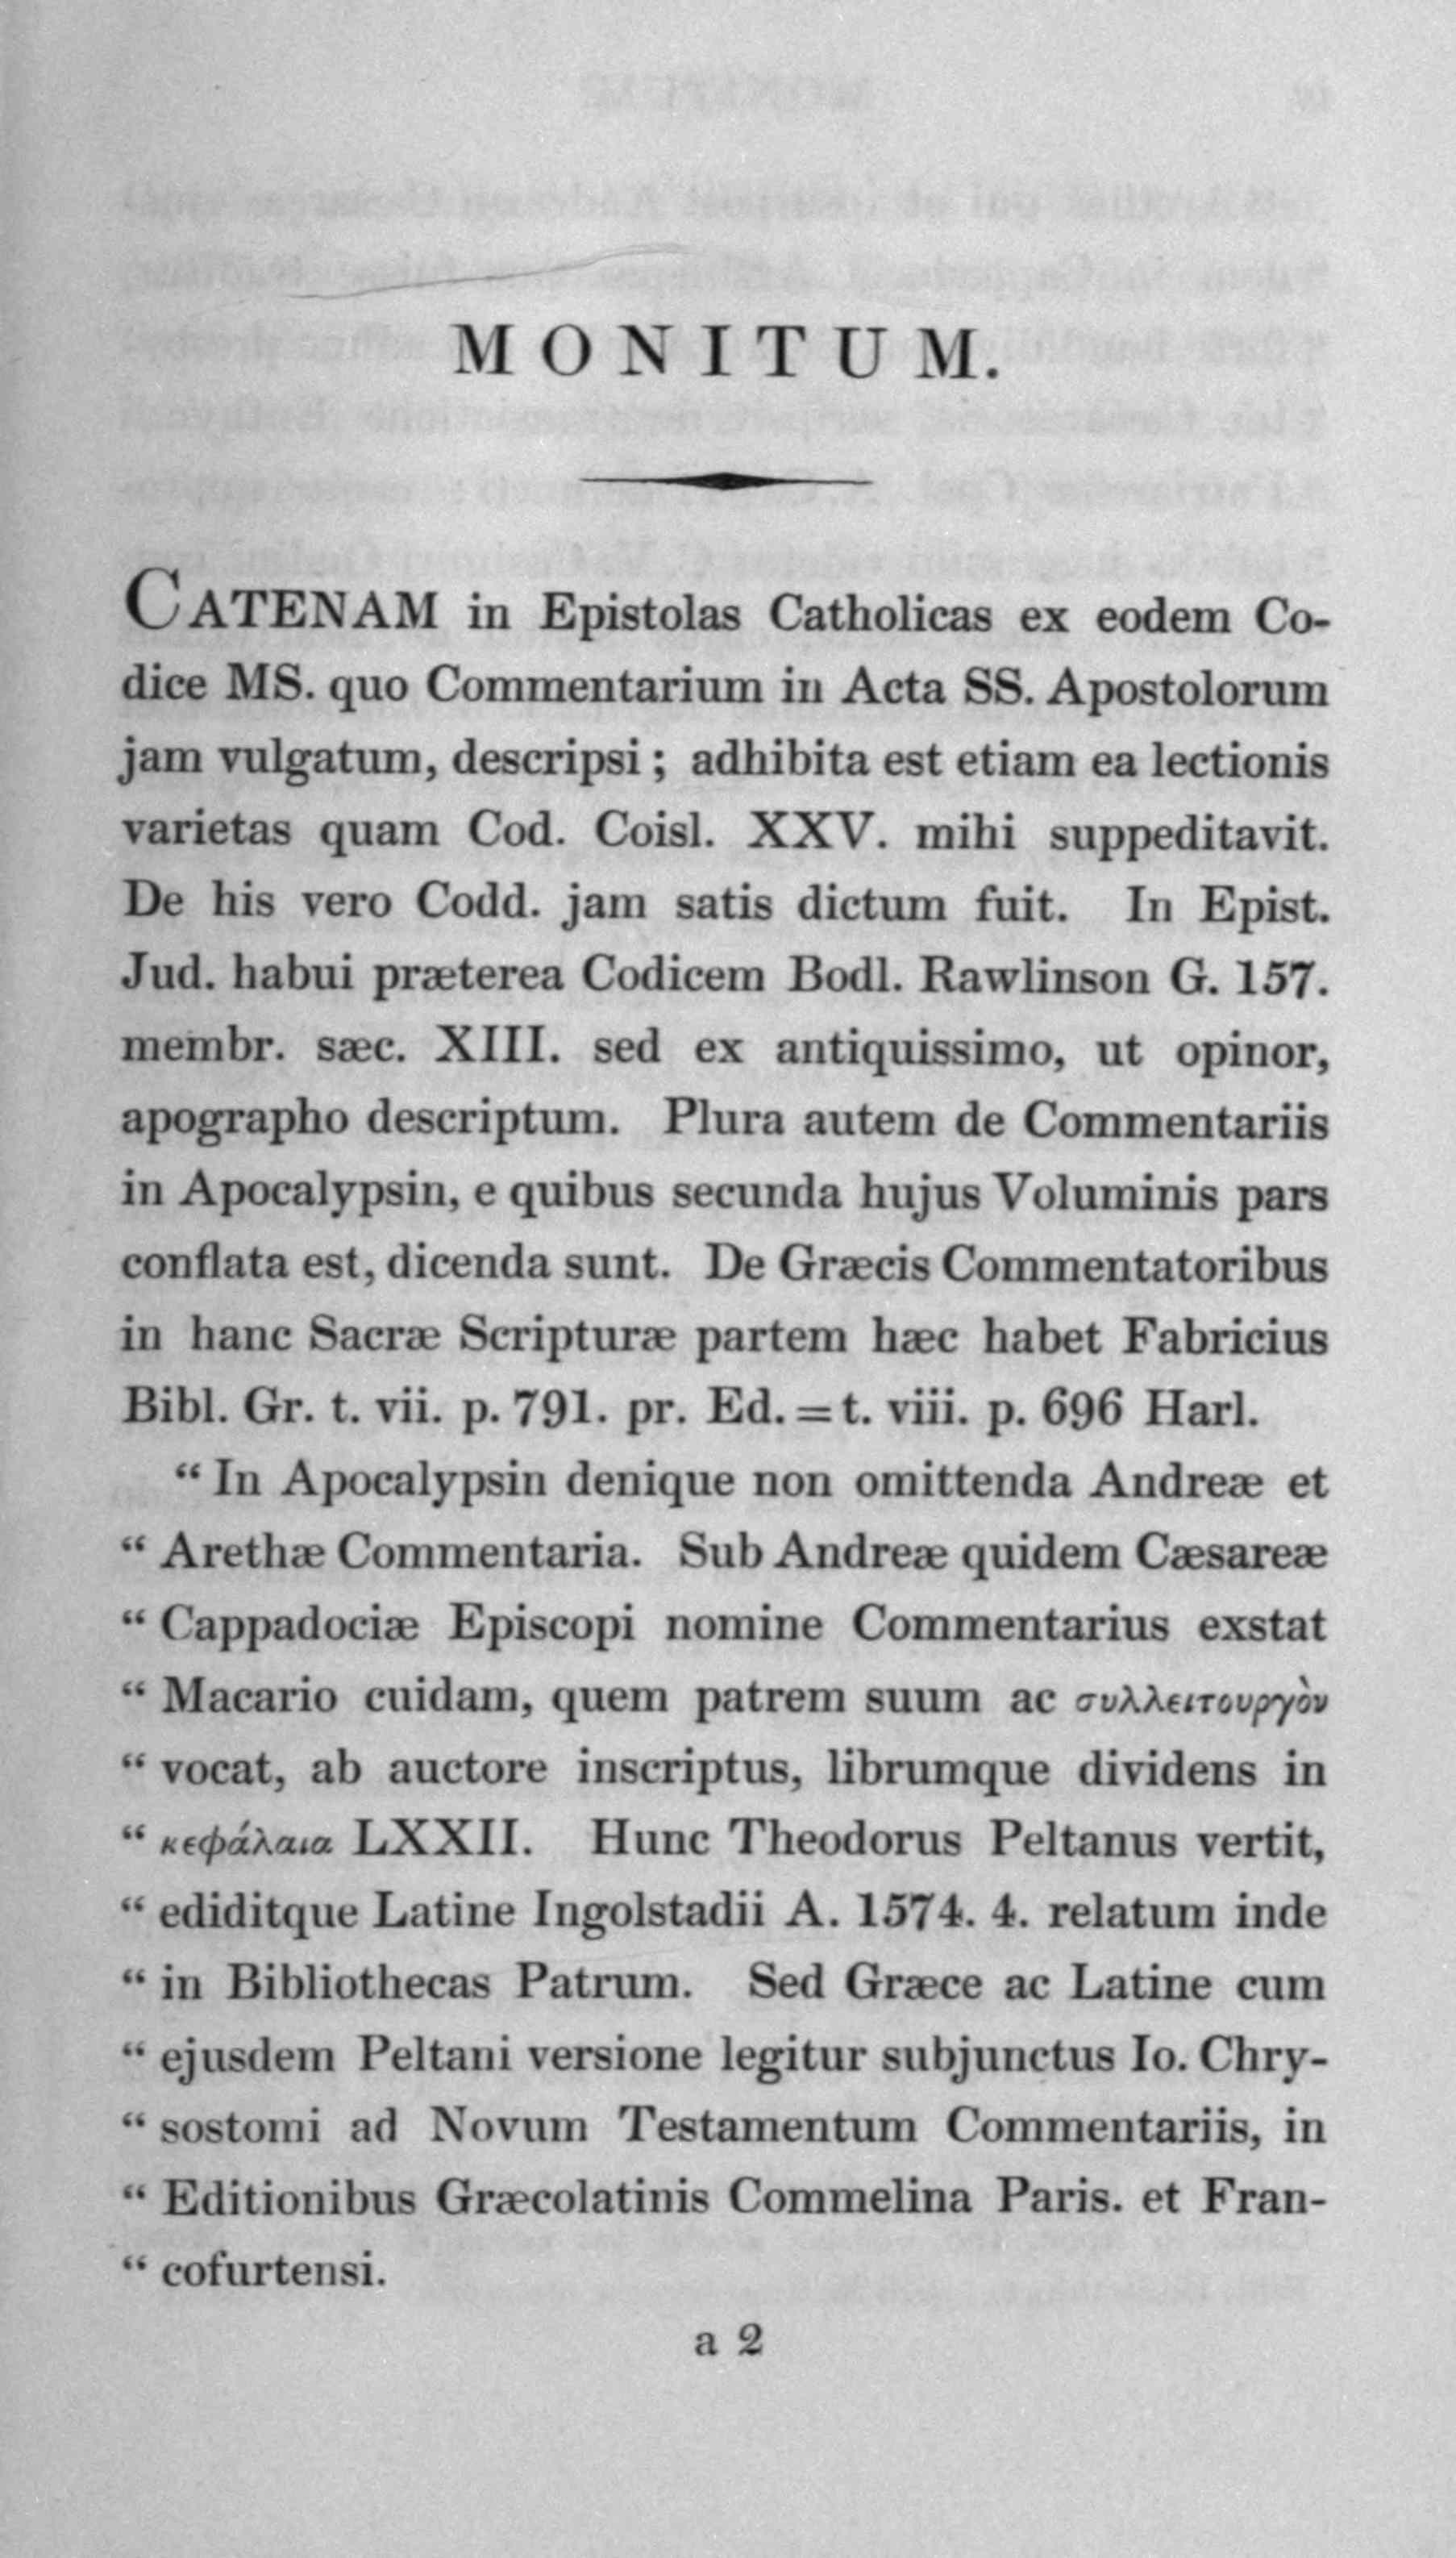 MONITUM.
CATENAM in Epistolas Catholicas ex eodem Co-
dice MS. quo Commentarium in Acta SS. Apostolorum
jam vulgatum, descripsi; adhibita est etiam ea lectionis
varietas quam Cod. Coisl. XXV. mihi suppeditavit.
De his vero Codd. jam satis dictum fuit. In Epist.
Jud. habui præterea Codicem Bodl. Rawlinson G. 157.
membr. sæc. XIII. sed ex antiquissimo, ut opinor,
apographo descriptum. Plura autem de Commentariis
in Apocalypsin, e quibus secunda hujus Voluminis pars
conflata est, dicenda sunt. De Græcis Commentatoribus
in hanc Sacræ Scripturæ partem hæc habet Fabricius
Bibl. Gr. t. vii. p. 791. pr. Ed. = t. viii. p. 696 Harl.
“ In Apocalypsin denique non omittenda Andreæ et
“ Arethæ Commentaria. Sub Andreæ quidem Cæsareæ
“ Cappadociæ Episcopi nomine Commentarius exstat
“ Macario cuidam, quem patrem suum ac συλλειτουργὸν
“ vocat, ab auctore inscriptus, librumque dividens in
“ κεφάλαια LXXII. Hunc Theodorus Peltanus vertit,
“ ediditque Latine Ingolstadii A. 1574. 4. relatum inde
“ in Bibliothecas Patrum. Sed Græce ac Latine cum
“ ejusdem Peltani versione legitur subjunctus Io. Chry-
“ sostomi ad Novum Testamentum Commentariis, in
“ Editionibus Græcolatinis Commelina Paris. et Fran-
“ cofurtensi.
a 2